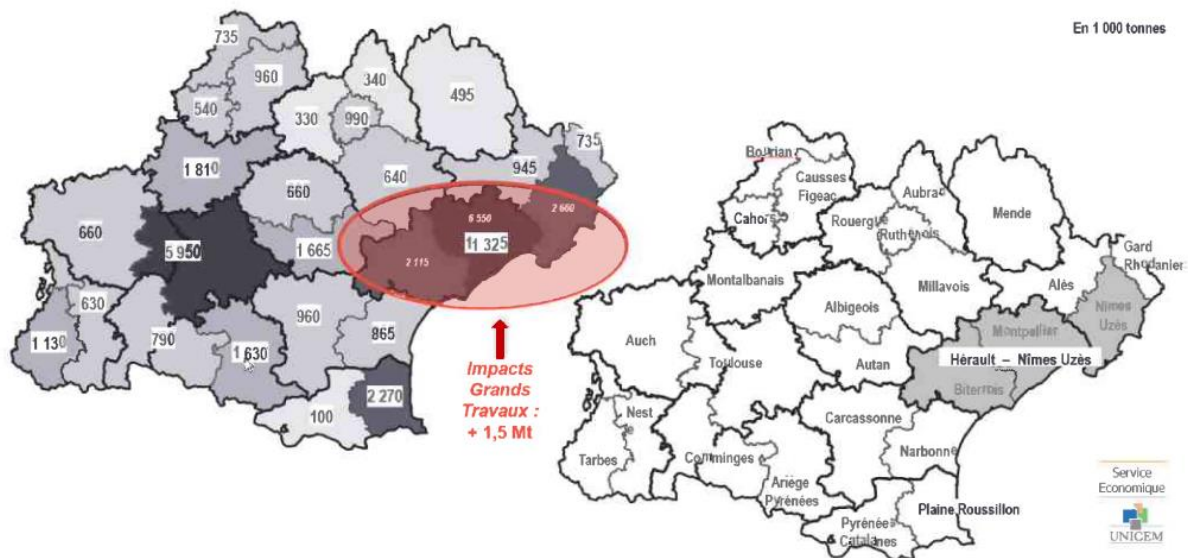 En 1 000 tonnes
735
960
340
495
540
330
990
735
1 810
945
640
660
2 660
660
6 550
5 950
1 665
11 325
2 115
630
960
865
1 130
790
1 630
Impacts
Grands
Travaux :
+ 1,5 Mt
2 270
100
Bourian
Causses
Figeac
Aubrac
Mende
Cahors
Rouergue
Ruthénois
Gard
Rhodanier
Montalbanais
Millavois
Alès
Albigeois
Nîmes
Uzès
Montpellier
Auch
Toulouse
Autan
Hérault – Nîmes Uzès
Biterrois
Carcassonne
Nest
e
Narbonne
Tarbes
Comminges
Ariège
Pyrénées
Plaine Roussillon
Pyrénée
Catalanes
Service
Economique
UNICEM